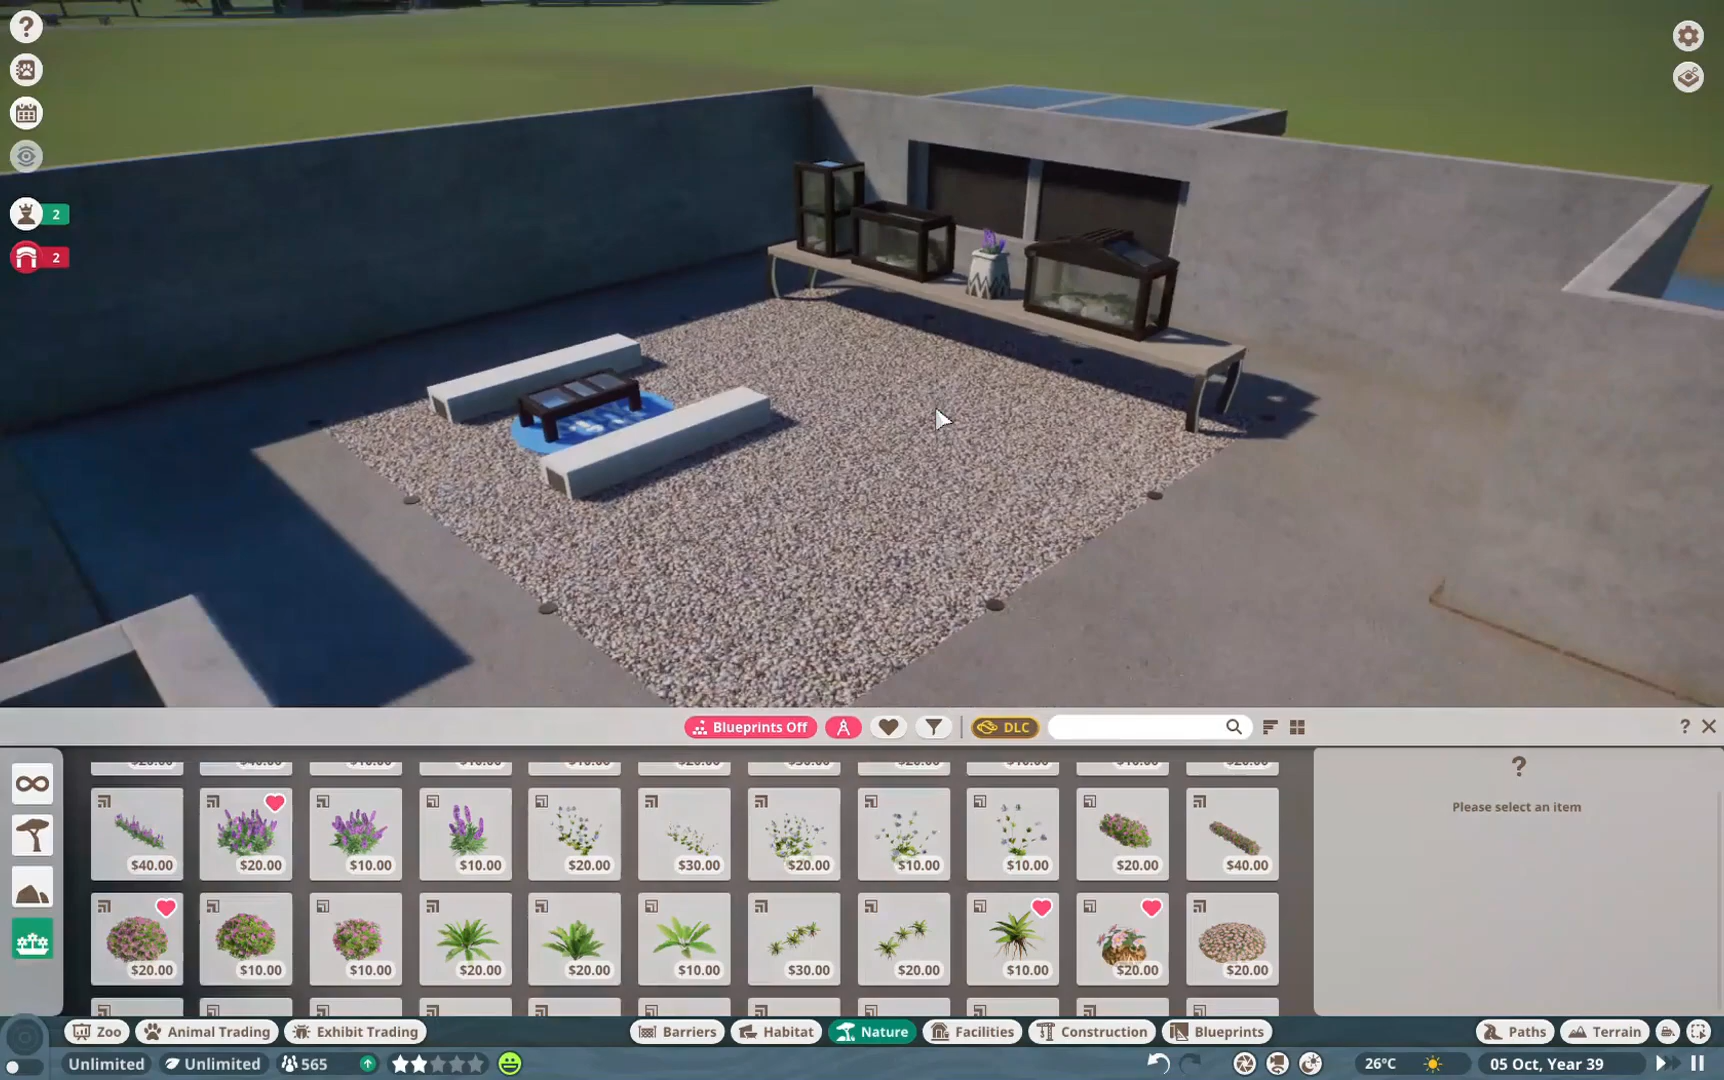 ?
2
2
Blueprints Off
DLC
?
$40.00 $20.00 $10.00 $10.00 $20.00 $30.00 $20.00 $10.00 $10.00 $20.00 $40.00
?
Please select an item
$20.00 $10.00 $10.00 $20.00 $20.00 $10.00 $30.00 $20.00 $10.00 $20.00 $20.00
Zoo Animal Trading Exhibit Trading Barriers Habitat Nature Facilities Construction Blueprints Paths Terrain
Unlimited Unlimited 565 26°C 05 Oct, Year 39